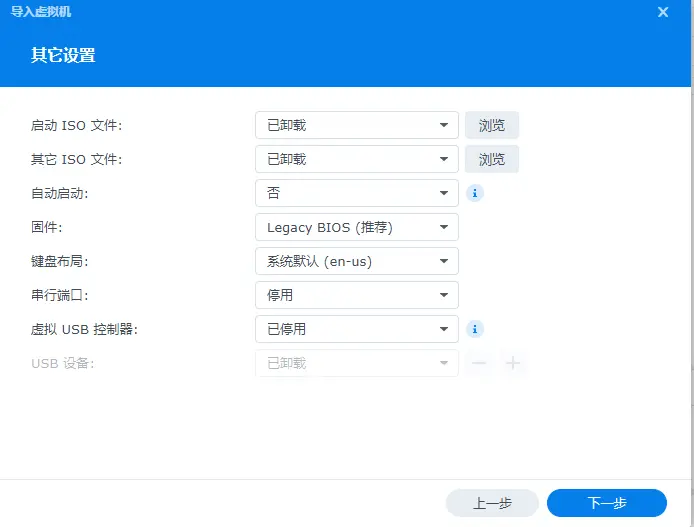 导入虚拟机
其它设置
启动 ISO 文件: 已卸载 浏览
其它 ISO 文件: 已卸载 浏览
自动启动: 否
固件: Legacy BIOS (推荐)
键盘布局: 系统默认 (en-us)
串行端口: 停用
虚拟 USB 控制器: 已停用
USB 设备: 已卸载
上一步 下一步